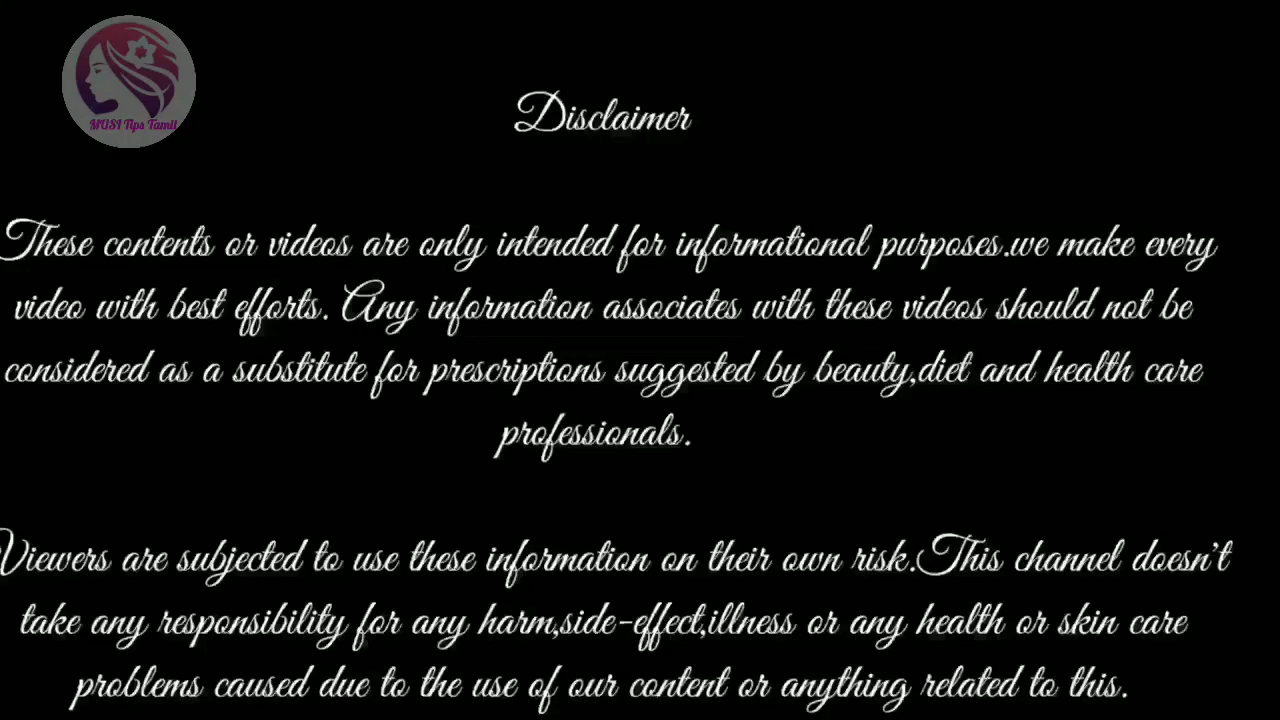 MUSI Tips Tamil
Disclaimer
These contents or videos are only intended for informational purposes.we make every
video with best efforts. Any information associates with these videos should not be
considered as a substitute for prescriptions suggested by beauty,diet and health care
professionals.
Viewers are subjected to use these information on their own risk.This channel doesn't
take any responsibility for any harm,side-effect,illness or any health or skin care
problems caused due to the use of our content or anything related to this.